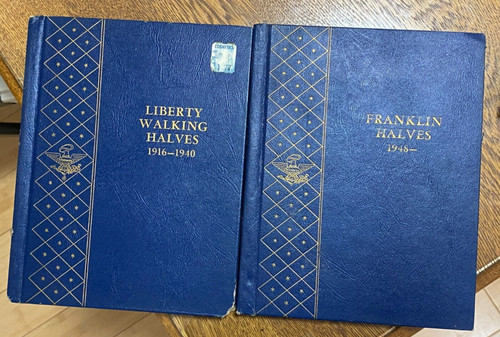 LIBERTY
WALKING
HALVES
1916–1940
FRANKLIN
HALVES
1948–